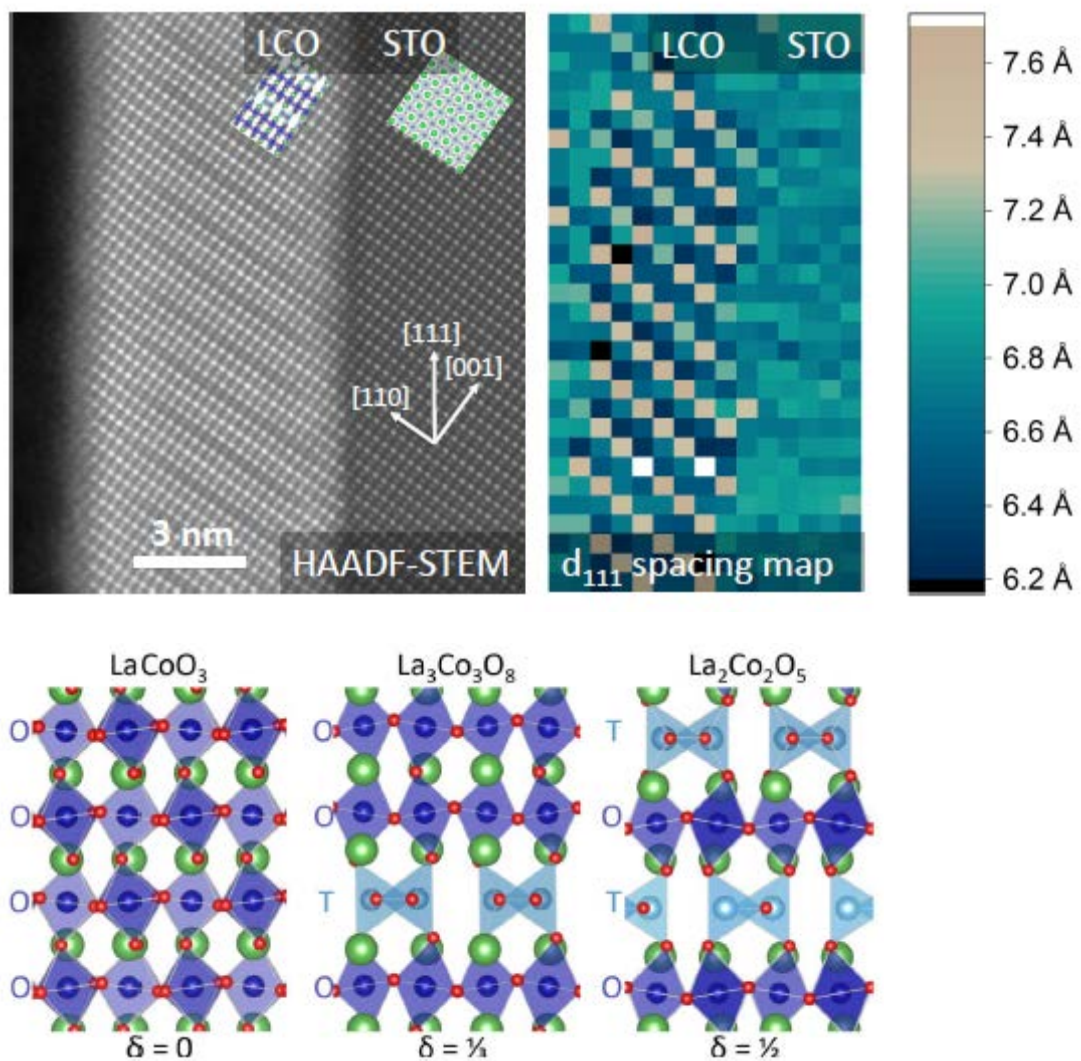 LCO STO
[111]
[001]
[110]
3 nm
HAADF-STEM
LCO STO
d₁₁₁ spacing map
7.6 Å
7.4 Å
7.2 Å
7.0 Å
6.8 Å
6.6 Å
6.4 Å
6.2 Å
LaCoO₃
O
O
O
O
δ = 0
La₃Co₃O₈
O
O
T
O
δ = ⅓
La₂Co₂O₅
T
O
T
O
δ = ½